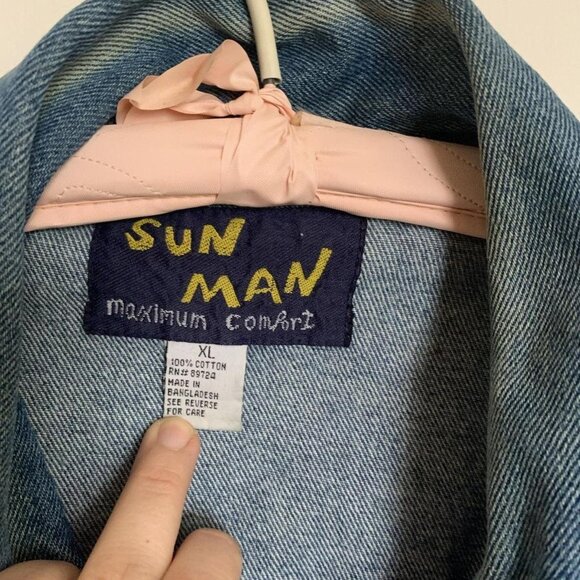 SUN
MAN
maximum comfort
XL
100% COTTON
RN# 89724
MADE IN
BANGLADESH
SEE REVERSE
FOR CARE